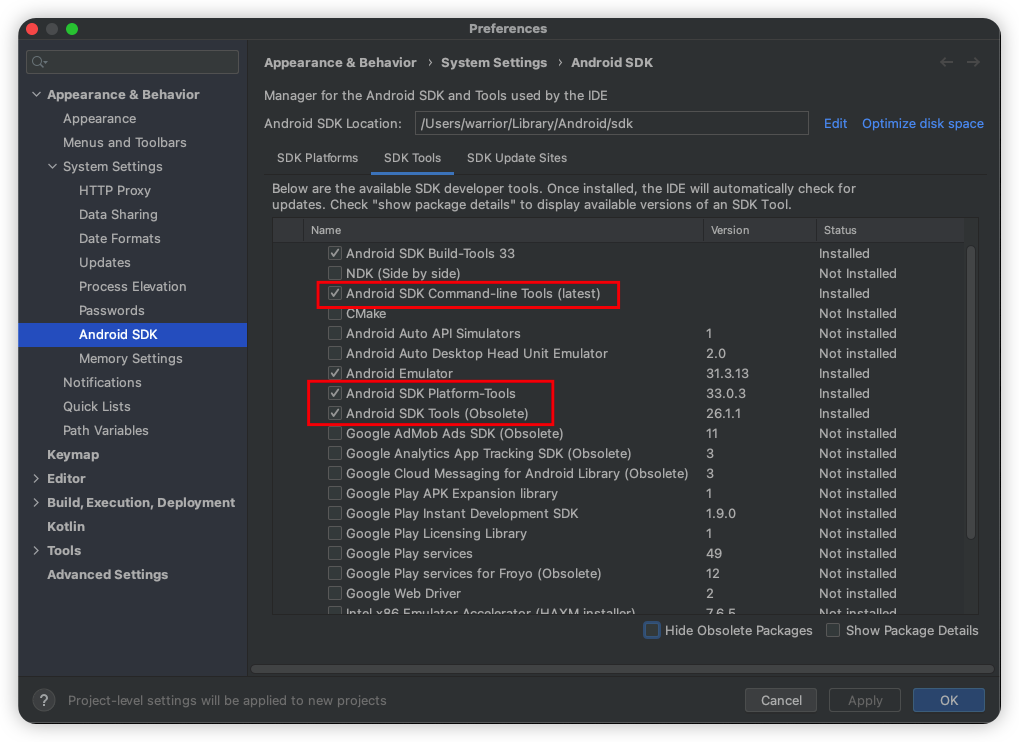 Preferences
Appearance & Behavior
Appearance
Menus and Toolbars
System Settings
HTTP Proxy
Data Sharing
Date Formats
Updates
Process Elevation
Passwords
Android SDK
Memory Settings
Notifications
Quick Lists
Path Variables
Keymap
Editor
Build, Execution, Deployment
Kotlin
Tools
Advanced Settings
Appearance & Behavior › System Settings › Android SDK
Manager for the Android SDK and Tools used by the IDE
Android SDK Location: /Users/warrior/Library/Android/sdk Edit Optimize disk space
SDK Platforms SDK Tools SDK Update Sites
Below are the available SDK developer tools. Once installed, the IDE will automatically check for
updates. Check "show package details" to display available versions of an SDK Tool.
Name Version Status
Android SDK Build-Tools 33 Installed
NDK (Side by side) Not Installed
Android SDK Command-line Tools (latest) Installed
CMake Not Installed
Android Auto API Simulators 1 Not installed
Android Auto Desktop Head Unit Emulator 2.0 Not installed
Android Emulator 31.3.13 Installed
Android SDK Platform-Tools 33.0.3 Installed
Android SDK Tools (Obsolete) 26.1.1 Installed
Google AdMob Ads SDK (Obsolete) 11 Not installed
Google Analytics App Tracking SDK (Obsolete) 3 Not installed
Google Cloud Messaging for Android Library (Obsolete) 3 Not installed
Google Play APK Expansion library 1 Not installed
Google Play Instant Development SDK 1.9.0 Not installed
Google Play Licensing Library 1 Not installed
Google Play services 49 Not installed
Google Play services for Froyo (Obsolete) 12 Not installed
Google Web Driver 2 Not installed
Intel x86 Emulator Accelerator (HAXM installer) 7.6.5 Not installed
Hide Obsolete Packages Show Package Details
? Project-level settings will be applied to new projects
Cancel Apply OK